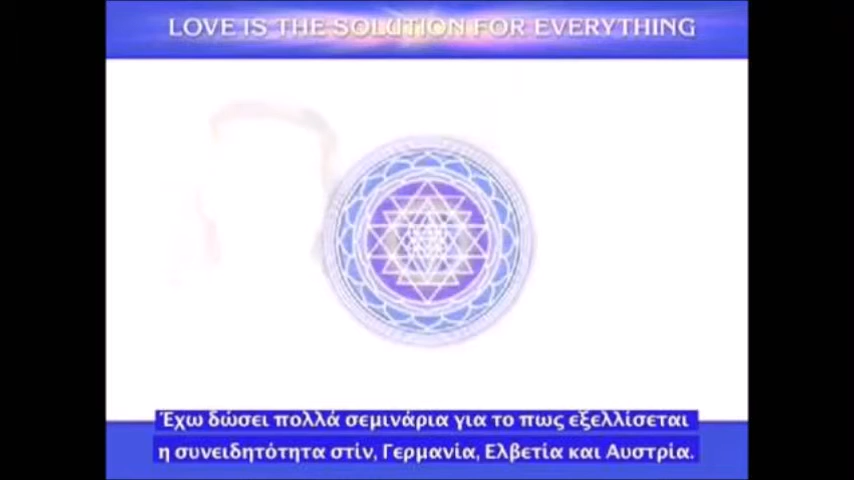 LOVE IS THE SOLUTION FOR EVERYTHING
Έχω δώσει πολλά σεμινάρια για το πως εξελλίσεται
η συνειδητότητα στίν, Γερμανία, Ελβετία και Αυστρία.